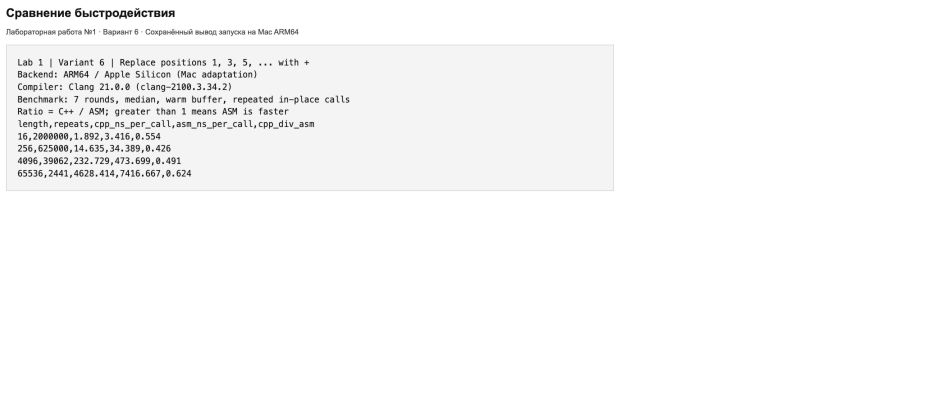 Сравнение быстродействия
Лабораторная работа №1 · Вариант 6 · Сохранённый вывод запуска на Mac ARM64
Lab 1 | Variant 6 | Replace positions 1, 3, 5, ... with +
Backend: ARM64 / Apple Silicon (Mac adaptation)
Compiler: Clang 21.0.0 (clang-2100.3.34.2)
Benchmark: 7 rounds, median, warm buffer, repeated in-place calls
Ratio = C++ / ASM; greater than 1 means ASM is faster
length,repeats,cpp_ns_per_call,asm_ns_per_call,cpp_div_asm
16,2000000,1.892,3.416,0.554
256,625000,14.635,34.389,0.426
4096,39062,232.729,473.699,0.491
65536,2441,4628.414,7416.667,0.624